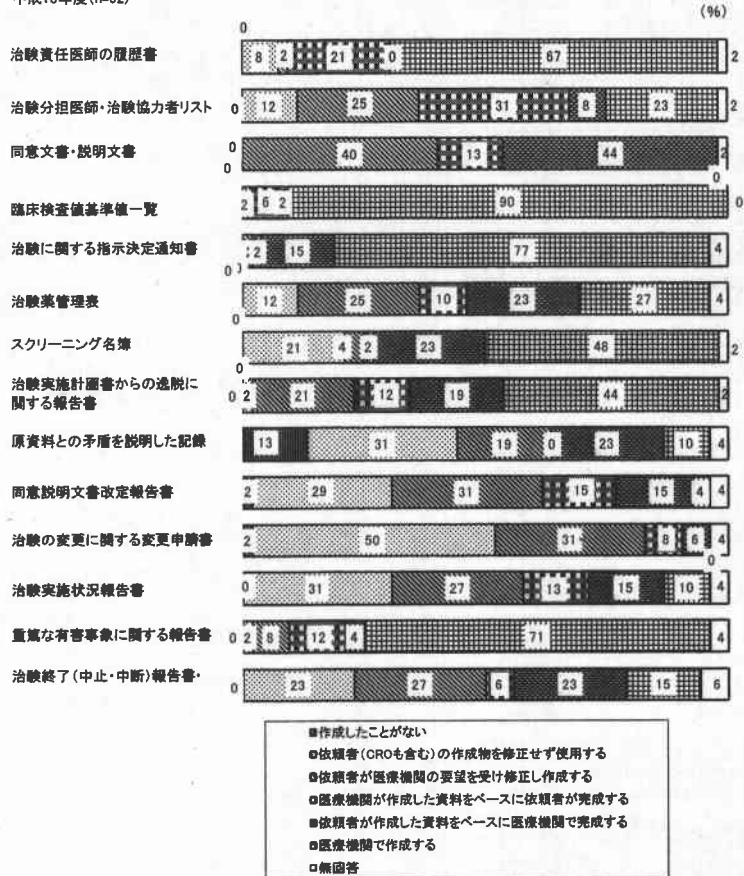 (%)
0
治験責任医師の履歴書
8 2 21 0 67 2
治験分担医師・治験協力者リスト
0 12 25 31 8 23 2
同意文書・説明文書
0
0 40 13 44 2
0
臨床検査値基準値一覧
2 6 2 90 0
治験に関する指示決定通知書
2 15 77 4
0
治験薬管理表
12 25 10 23 27 4
0
スクリーニング名簿
21 4 2 23 48 2
0
治験実施計画書からの逸脱に
関する報告書
0 2 21 12 19 44 2
原資料との矛盾を説明した記録
13 31 19 0 23 10 4
同意説明文書改定報告書
2 29 31 15 15 4 4
治験の変更に関する変更申請書
2 50 31 8 6 4
0
治験実施状況報告書
0 31 27 13 15 10 4
重篤な有害事象に関する報告書
0 2 8 12 4 71 4
治験終了(中止・中断)報告書・
0 23 27 6 23 15 6
作成したことがない
依頼者(CROも含む)の作成物を修正せず使用する
依頼者が医療機関の要望を受け修正し作成する
医療機関が作成した資料をベースに依頼者が完成する
依頼者が作成した資料をベースに医療機関で完成する
医療機関で作成する
無回答